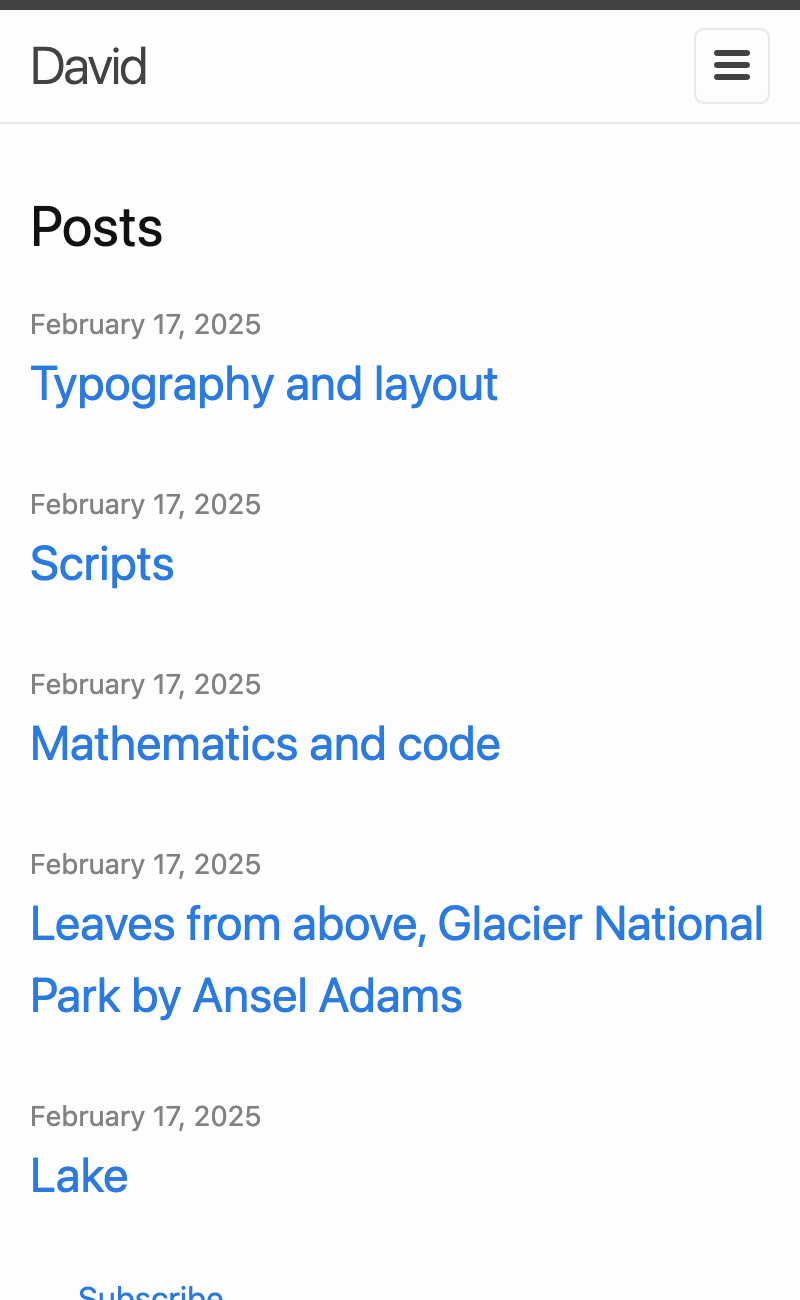 David
Posts
February 17, 2025
Typography and layout
February 17, 2025
Scripts
February 17, 2025
Mathematics and code
February 17, 2025
Leaves from above, Glacier National
Park by Ansel Adams
February 17, 2025
Lake
Subscribe